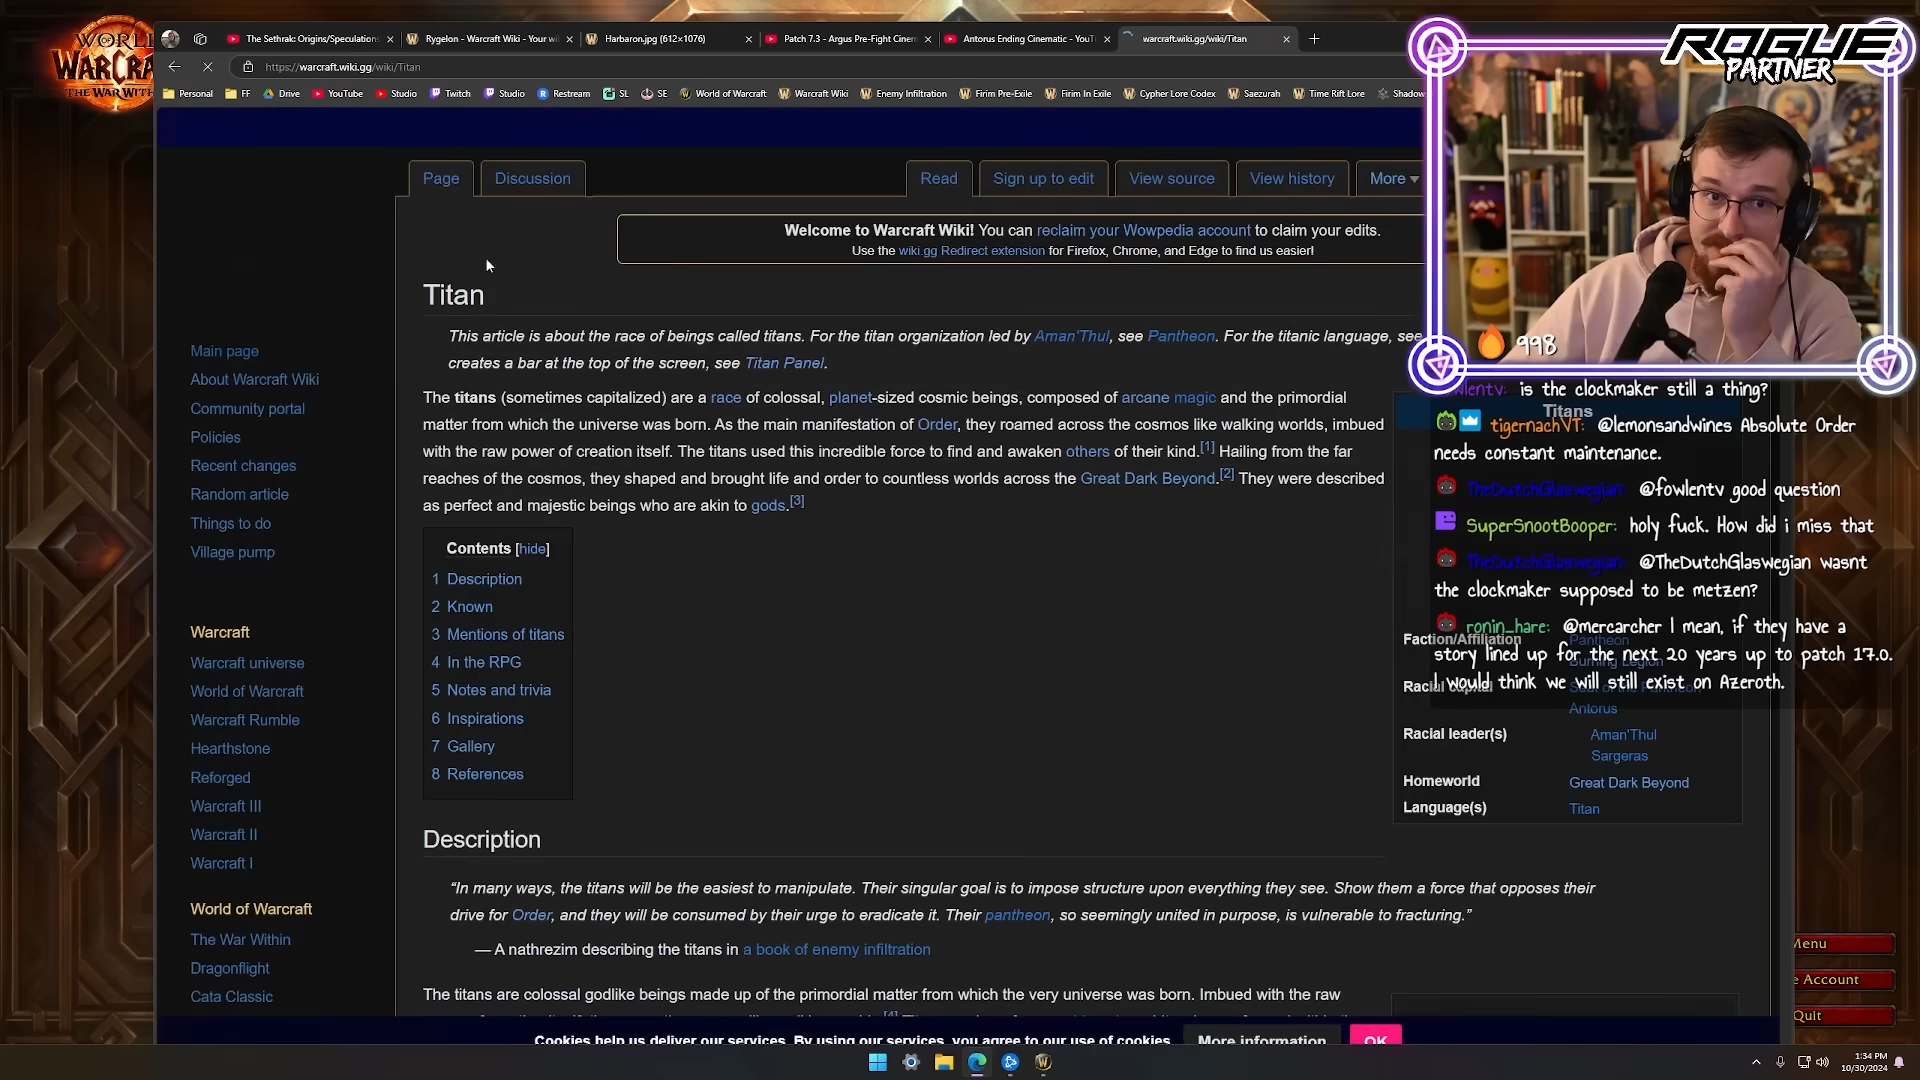 WORLD
WARCRA
THE WAR WITH
The Sethrak: Origins/Speculations
Rygelon - Warcraft Wiki - Your wi
Harbaron.jpg (612×1076)
Patch 7.3 - Argus Pre-Fight Cinem
Antorus Ending Cinematic - YouT
warcraft.wiki.gg/wiki/Titan
https://warcraft.wiki.gg/wiki/Titan
Personal FF Drive YouTube Studio Twitch Studio Restream SL SE World of Warcraft Warcraft Wiki Enemy Infiltration Firim Pre-Exile Firim In Exile Cypher Lore Codex Saezurah Time Rift Lore Shadow
ROGUE
PARTNER
Page Discussion Read Sign up to edit View source View history More
Welcome to Warcraft Wiki! You can reclaim your Wowpedia account to claim your edits.
Use the wiki.gg Redirect extension for Firefox, Chrome, and Edge to find us easier!
Titan
This article is about the race of beings called titans. For the titan organization led by Aman'Thul, see Pantheon. For the titanic language, see
creates a bar at the top of the screen, see Titan Panel.
The titans (sometimes capitalized) are a race of colossal, planet-sized cosmic beings, composed of arcane magic and the primordial
matter from which the universe was born. As the main manifestation of Order, they roamed across the cosmos like walking worlds, imbued
with the raw power of creation itself. The titans used this incredible force to find and awaken others of their kind.[1] Hailing from the far
reaches of the cosmos, they shaped and brought life and order to countless worlds across the Great Dark Beyond.[2] They were described
as perfect and majestic beings who are akin to gods.[3]
Contents [hide]
1 Description
2 Known
3 Mentions of titans
4 In the RPG
5 Notes and trivia
6 Inspirations
7 Gallery
8 References
Description
“In many ways, the titans will be the easiest to manipulate. Their singular goal is to impose structure upon everything they see. Show them a force that opposes their
drive for Order, and they will be consumed by their urge to eradicate it. Their pantheon, so seemingly united in purpose, is vulnerable to fracturing.”
— A nathrezim describing the titans in a book of enemy infiltration
The titans are colossal godlike beings made up of the primordial matter from which the very universe was born. Imbued with the raw
Main page
About Warcraft Wiki
Community portal
Policies
Recent changes
Random article
Things to do
Village pump
Warcraft
Warcraft universe
World of Warcraft
Warcraft Rumble
Hearthstone
Reforged
Warcraft III
Warcraft II
Warcraft I
World of Warcraft
The War Within
Dragonflight
Cata Classic
998
wlentv: is the clockmaker still a thing?
tigernachVT: @lemonsandwines Absolute Order
needs constant maintenance.
TheDutchGlaswegian: @fowlentv good question
SuperSnootBooper: holy fuck. How did i miss that
TheDutchGlaswegian: @TheDutchGlaswegian wasnt
the clockmaker supposed to be metzen?
ronin_hare: @mercarcher I mean, if they have a
story lined up for the next 20 years up to patch 17.0.
I would think we will still exist on Azeroth.
Titans
Faction/Affiliation Pantheon
Burning Legion
Racial capital Seat of the Pantheon
Antorus
Racial leader(s) Aman'Thul
Sargeras
Homeworld Great Dark Beyond
Language(s) Titan
Menu
e Account
Quit
Cookies help us deliver our services. By using our services, you agree to our use of cookies.
More information OK
1:34 PM
10/30/2024